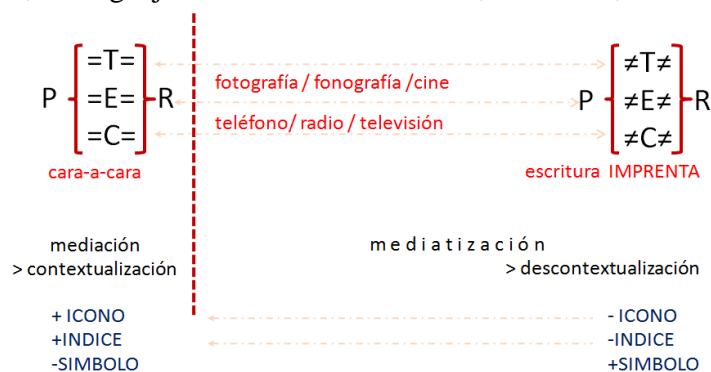 =T= ≠T≠
fotografía / fonografía /cine
P =E= R P ≠E≠ R
teléfono/ radio / televisión
=C= ≠C≠
cara-a-cara escritura IMPRENTA
mediación mediatización
> contextualización > descontextualización
+ ICONO - ICONO
+INDICE -INDICE
-SIMBOLO +SIMBOLO